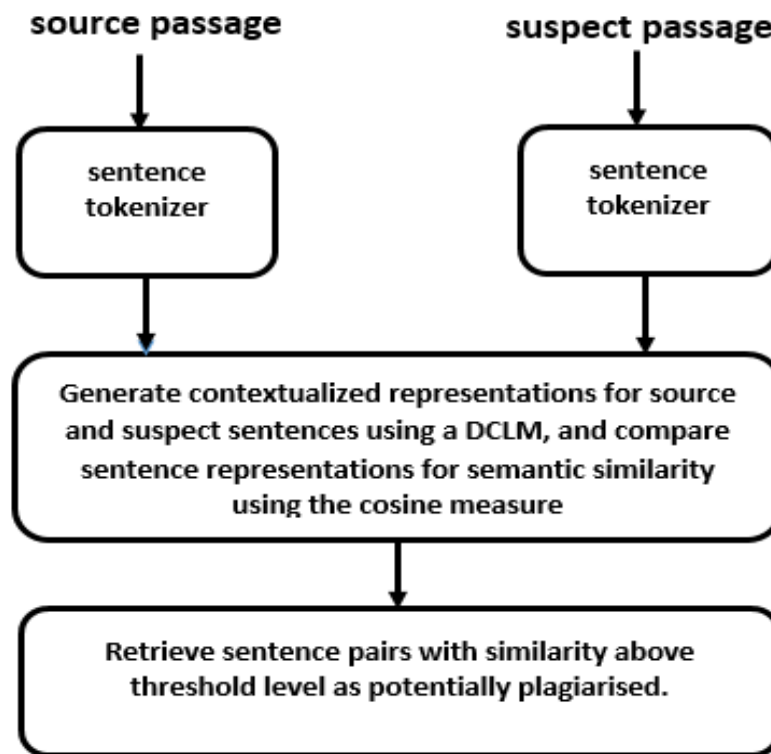 source passage
suspect passage
sentence
tokenizer
sentence
tokenizer
Generate contextualized representations for source
and suspect sentences using a DCLM, and compare
sentence representations for semantic similarity
using the cosine measure
Retrieve sentence pairs with similarity above
threshold level as potentially plagiarised.